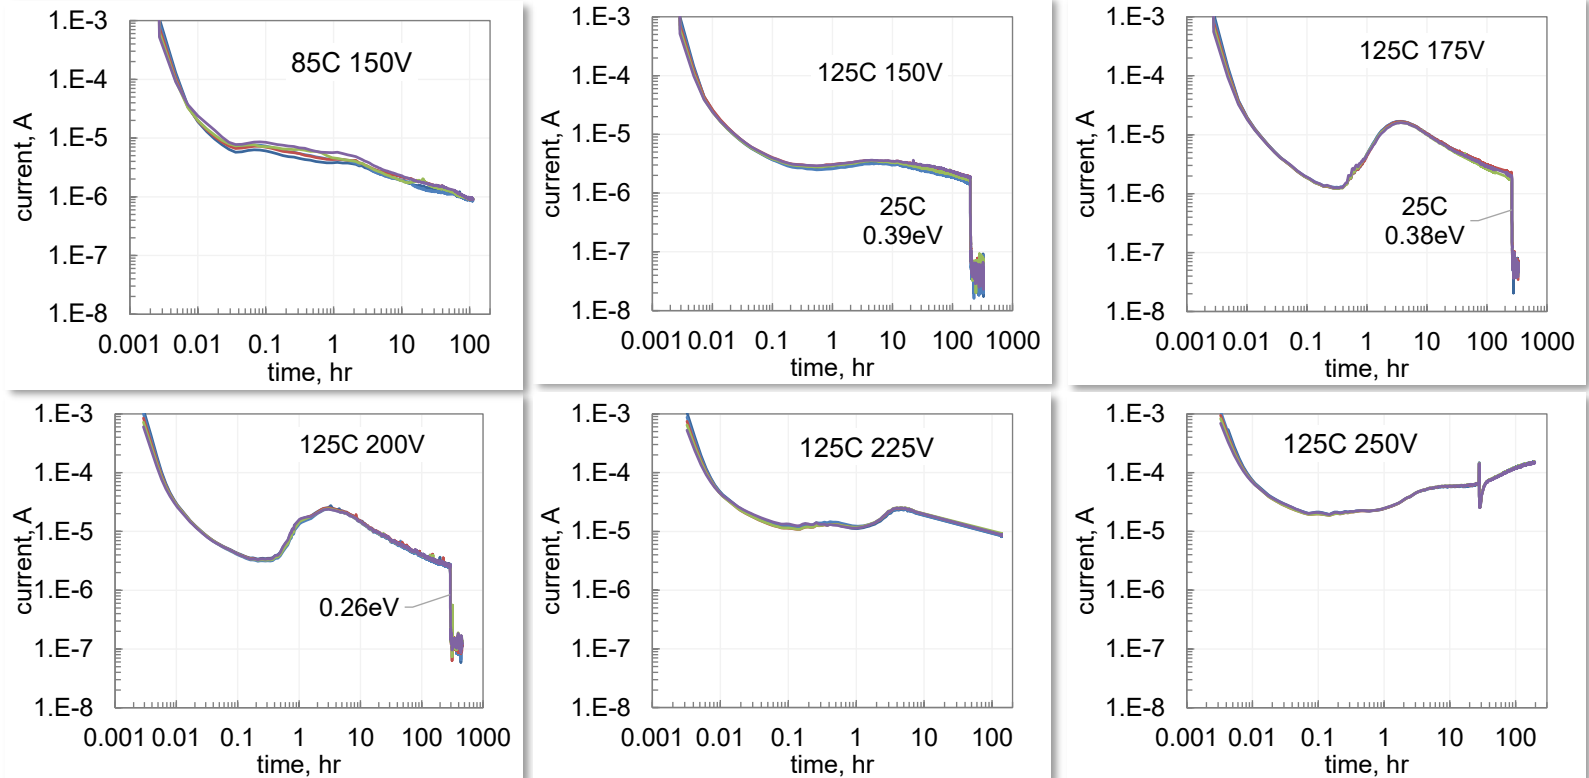 85C 150V
1.E-3
1.E-4
1.E-5
1.E-6
1.E-7
1.E-8
current, A
0.001 0.01 0.1 1 10 100
time, hr
125C 150V
1.E-3
1.E-4
1.E-5
1.E-6
1.E-7
1.E-8
current, A
25C
0.39eV
0.001 0.01 0.1 1 10 100 1000
time, hr
125C 175V
1.E-3
1.E-4
1.E-5
1.E-6
1.E-7
1.E-8
current, A
25C
0.38eV
0.001 0.01 0.1 1 10 100 1000
time, hr
125C 200V
1.E-3
1.E-4
1.E-5
1.E-6
1.E-7
1.E-8
current, A
0.26eV
0.001 0.01 0.1 1 10 100 1000
time, hr
125C 225V
1.E-3
1.E-4
1.E-5
1.E-6
1.E-7
1.E-8
current, A
0.001 0.01 0.1 1 10 100
time, hr
125C 250V
1.E-3
1.E-4
1.E-5
1.E-6
1.E-7
1.E-8
current, A
0.001 0.01 0.1 1 10 100
time, hr